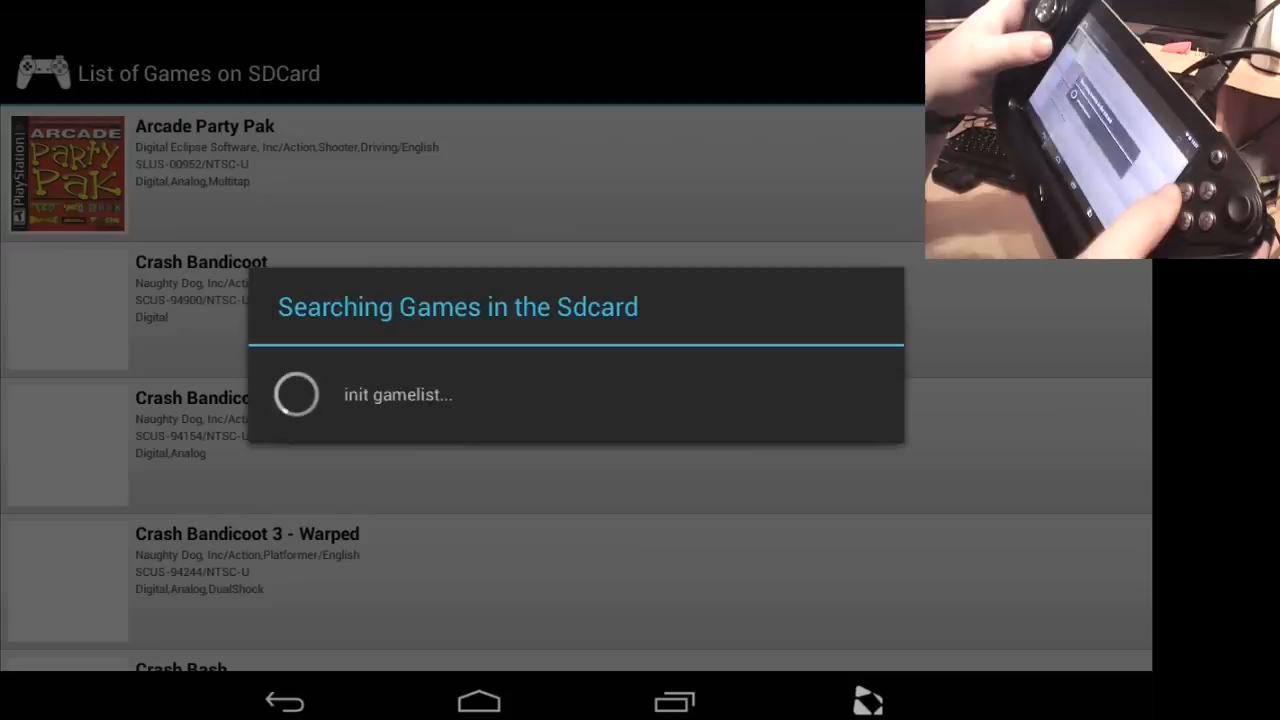 List of Games on SDCard
PlayStation
ARCADE
PARTY
PAK
Arcade Party Pak
Digital Eclipse Software, Inc/Action,Shooter,Driving/English
SLUS-00952/NTSC-U
Digital,Analog,Multitap
Crash Bandicoot
Naughty Dog, Inc/Acti
SCUS-94900/NTSC-U
Digital
Searching Games in the Sdcard
init gamelist...
Crash Bandico
Naughty Dog, Inc/Acti
SCUS-94154/NTSC-U
Digital,Analog
Crash Bandicoot 3 - Warped
Naughty Dog, Inc/Action,Platformer/English
SCUS-94244/NTSC-U
Digital,Analog,DualShock
Crash Bash